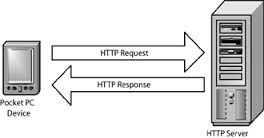 HTTP Request
HTTP Response
Pocket PC
Device
HTTP Server